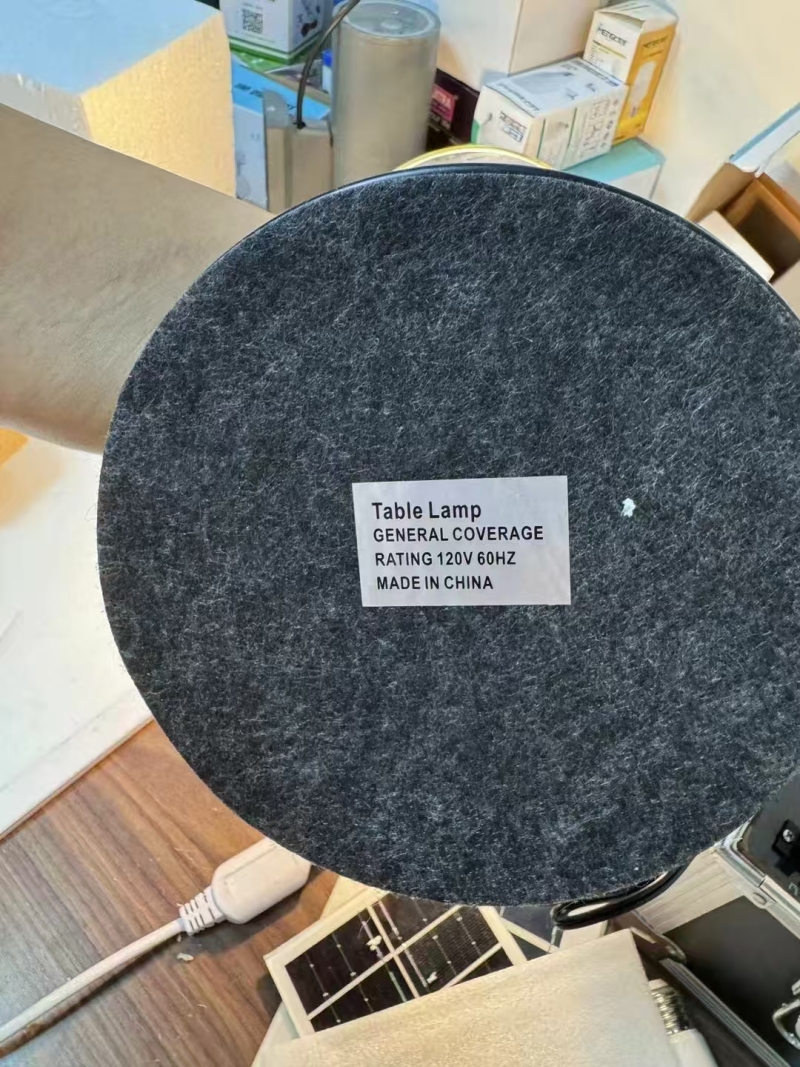 Table Lamp
GENERAL COVERAGE
RATING 120V 60HZ
MADE IN CHINA